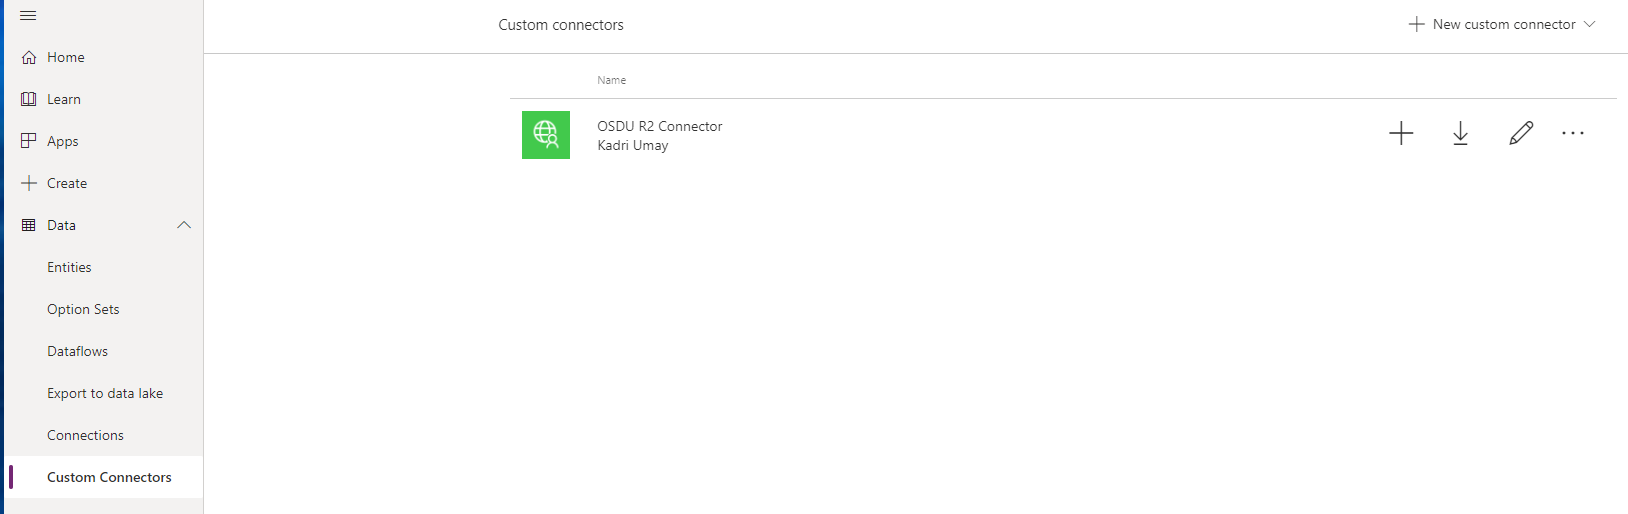 Home
Learn
Apps
Create
Data
Entities
Option Sets
Dataflows
Export to data lake
Connections
Custom Connectors
Custom connectors
New custom connector
Name
OSDU R2 Connector
Kadri Umay